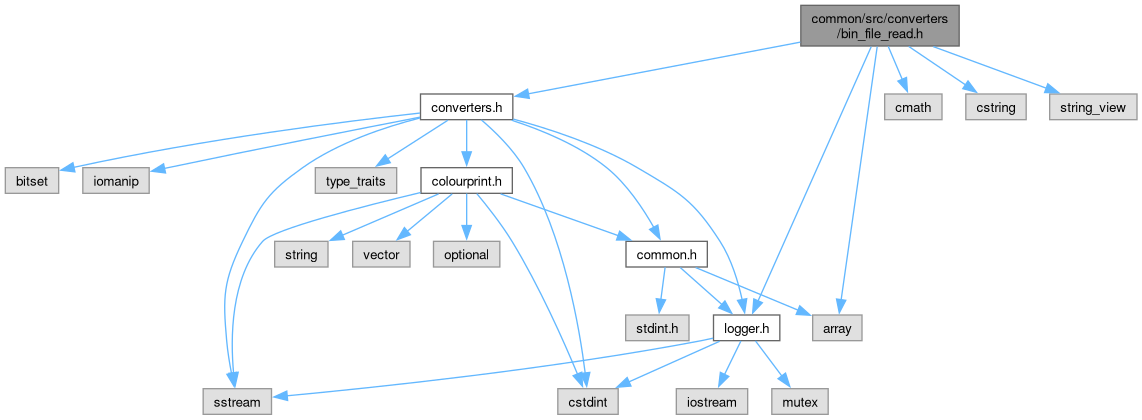 common/src/converters
/bin_file_read.h
converters.h
cmath
cstring
string_view
bitset
iomanip
type_traits
colourprint.h
string
vector
optional
common.h
stdint.h
logger.h
array
sstream
cstdint
iostream
mutex